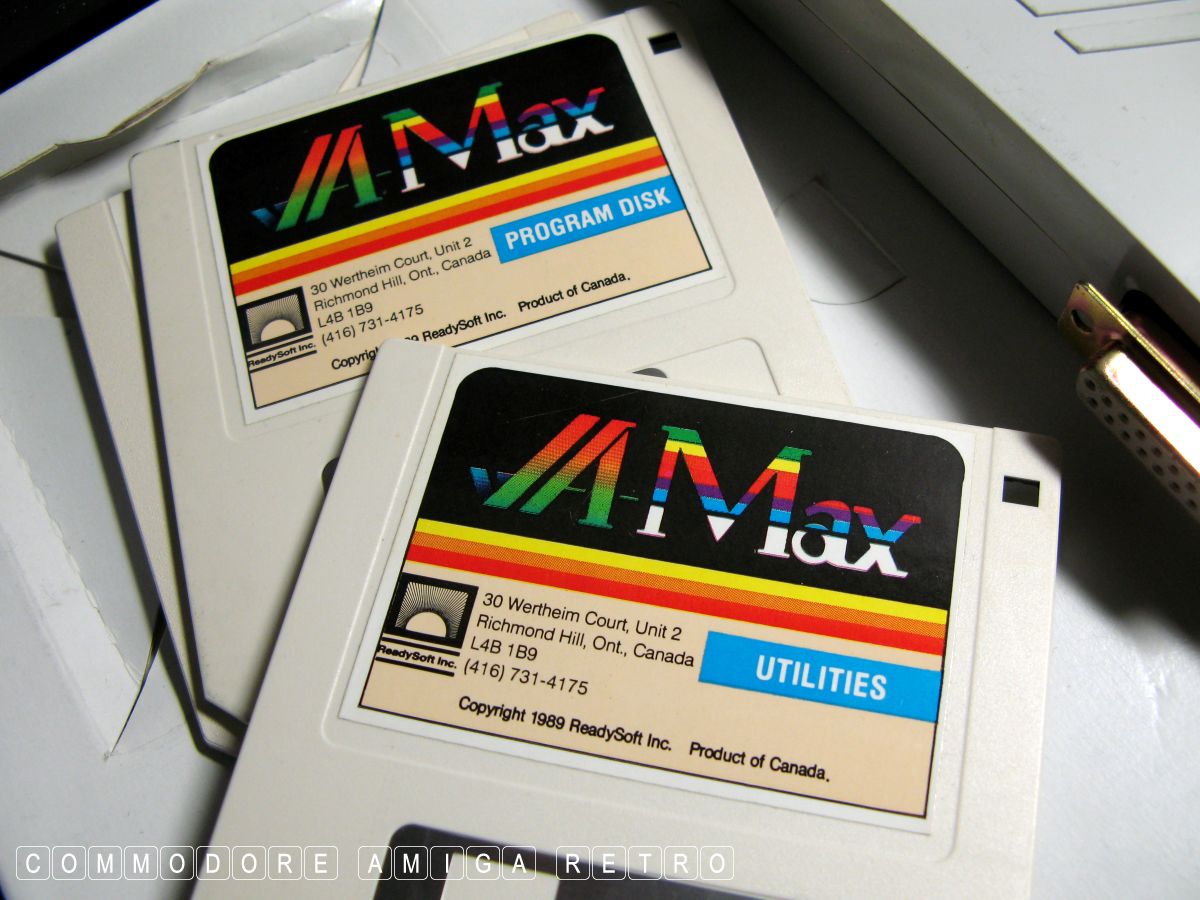 A-Max
PROGRAM DISK
30 Wertheim Court, Unit 2
Richmond Hill, Ont., Canada
L4B 1B9
(416) 731-4175
ReadySoft Inc.
Copyrig 89 ReadySoft Inc. Product of Canada.
A-Max
30 Wertheim Court, Unit 2
Richmond Hill, Ont., Canada
L4B 1B9
(416) 731-4175
ReadySoft Inc.
UTILITIES
Copyright 1989 ReadySoft Inc. Product of Canada.
COMMODORE AMIGA RETRO